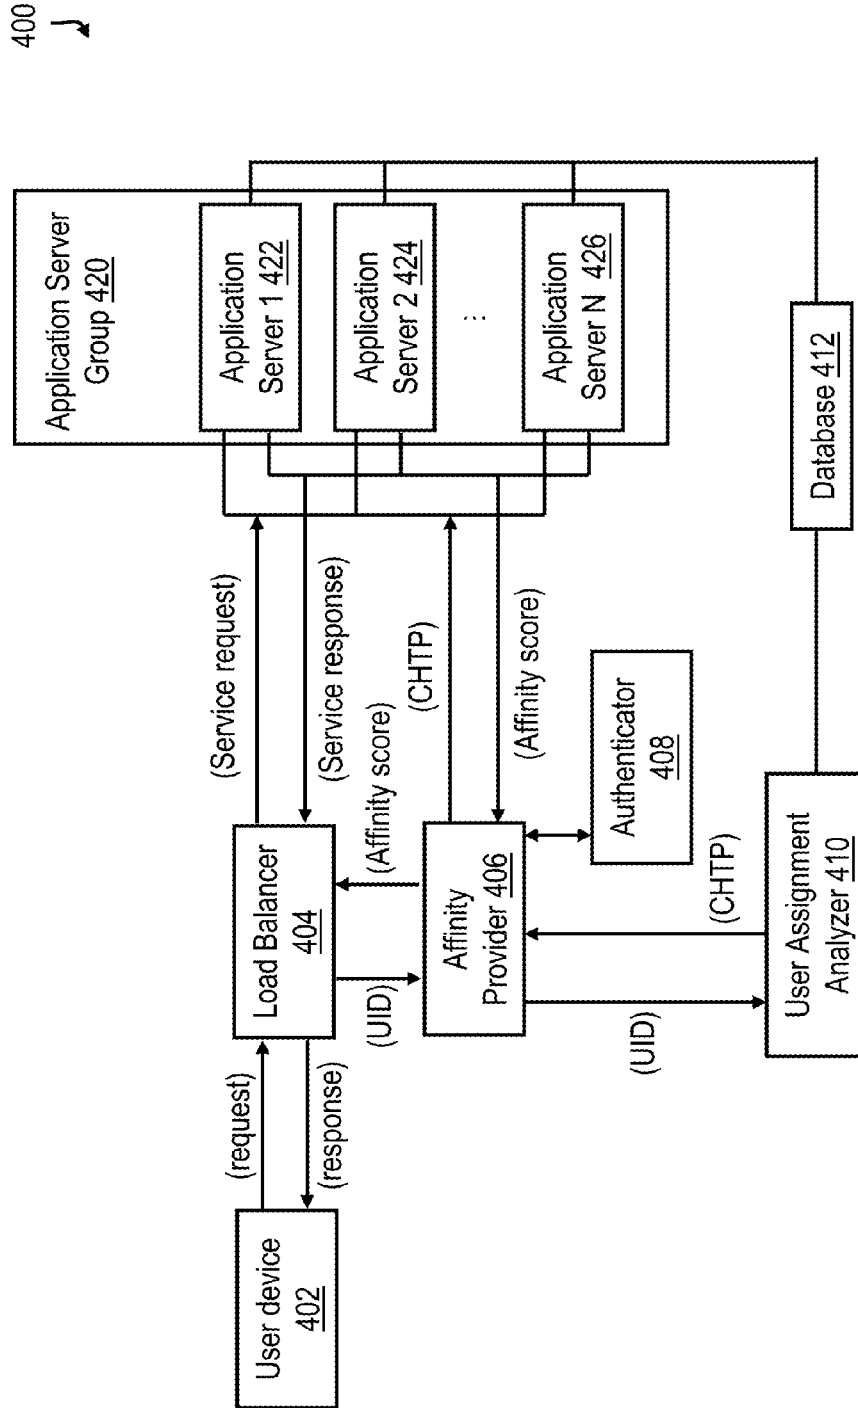 400
Application Server
Group 420
Application
Server 1 422
Application
Server 2 424
...
Application
Server N 426
(Service request)
(Service response)
(Affinity score)
(CHTP)
(Affinity score)
Load Balancer
404
(request)
(response)
User device
402
(UID)
Affinity
Provider 406
Authenticator
408
(UID)
(CHTP)
User Assignment
Analyzer 410
Database 412